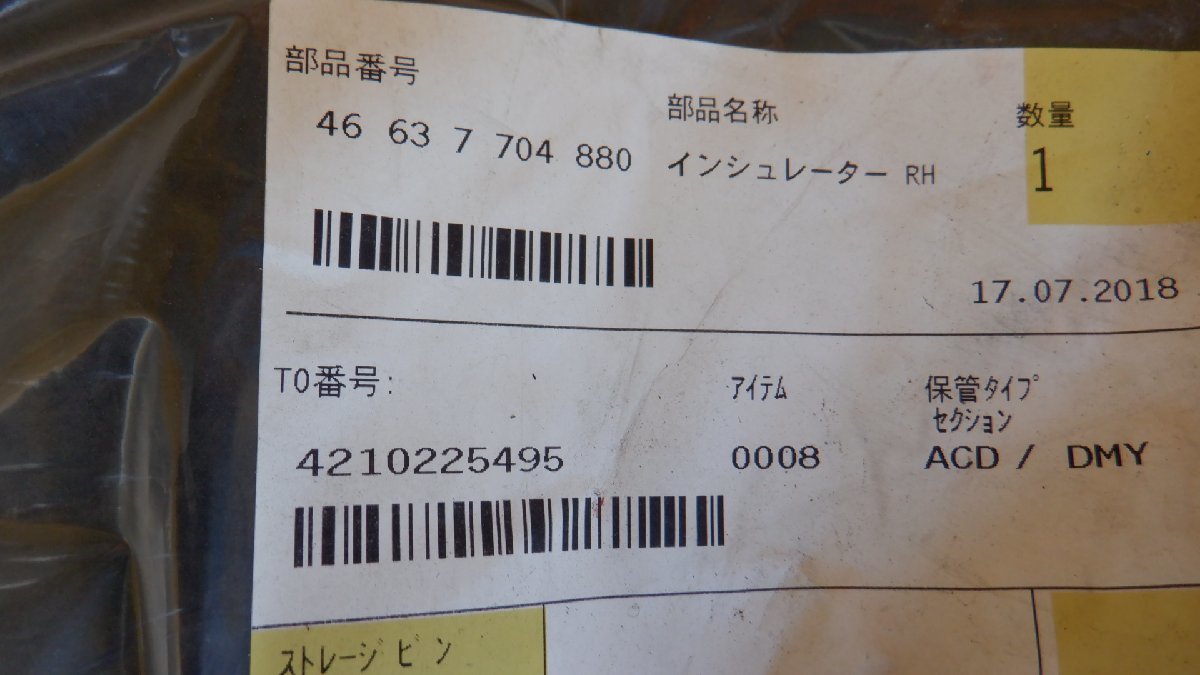 部品番号 部品名称 数量
46 63 7 704 880 インシュレーター RH 1
17.07.2018
TO番号: アイテム 保管タイプ
セクション
4210225495 0008 ACD / DMY
ストレージ ビン